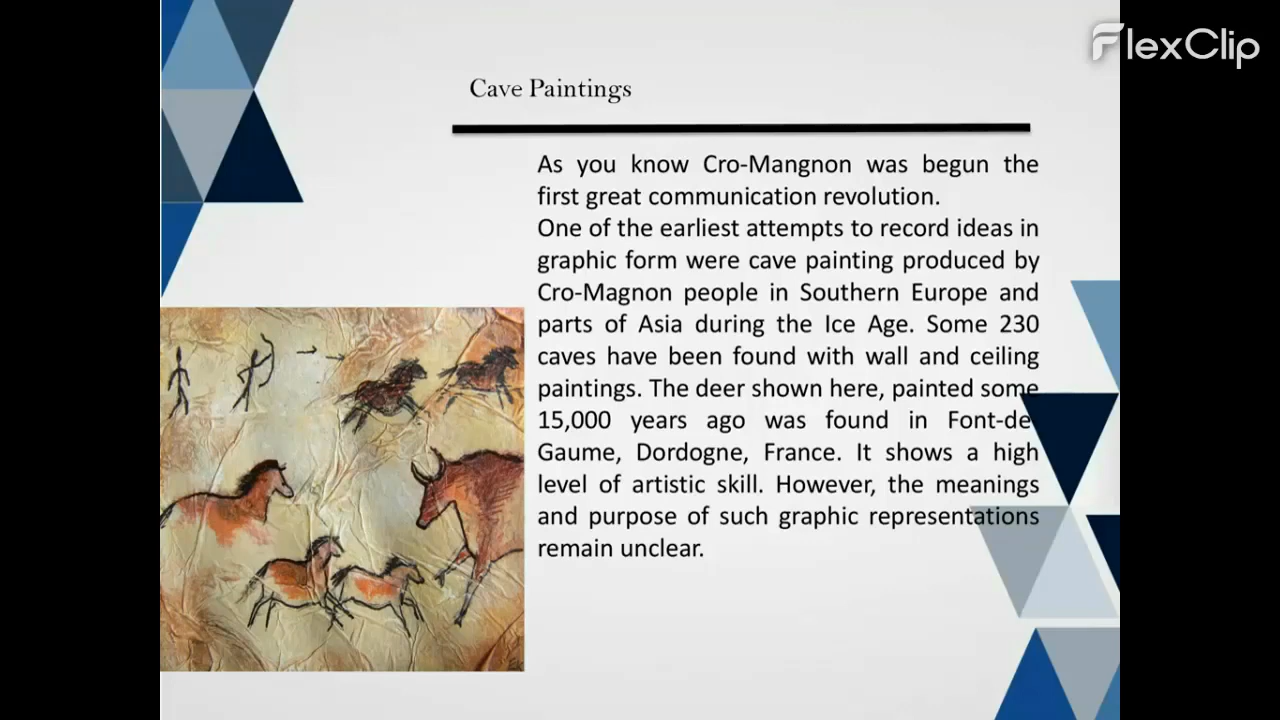 FlexClip
Cave Paintings
As you know Cro-Mangnon was begun the
first great communication revolution.
One of the earliest attempts to record ideas in
graphic form were cave painting produced by
Cro-Magnon people in Southern Europe and
parts of Asia during the Ice Age. Some 230
caves have been found with wall and ceiling
paintings. The deer shown here, painted some
15,000 years ago was found in Font-de-
Gaume, Dordogne, France. It shows a high
level of artistic skill. However, the meanings
and purpose of such graphic representations
remain unclear.